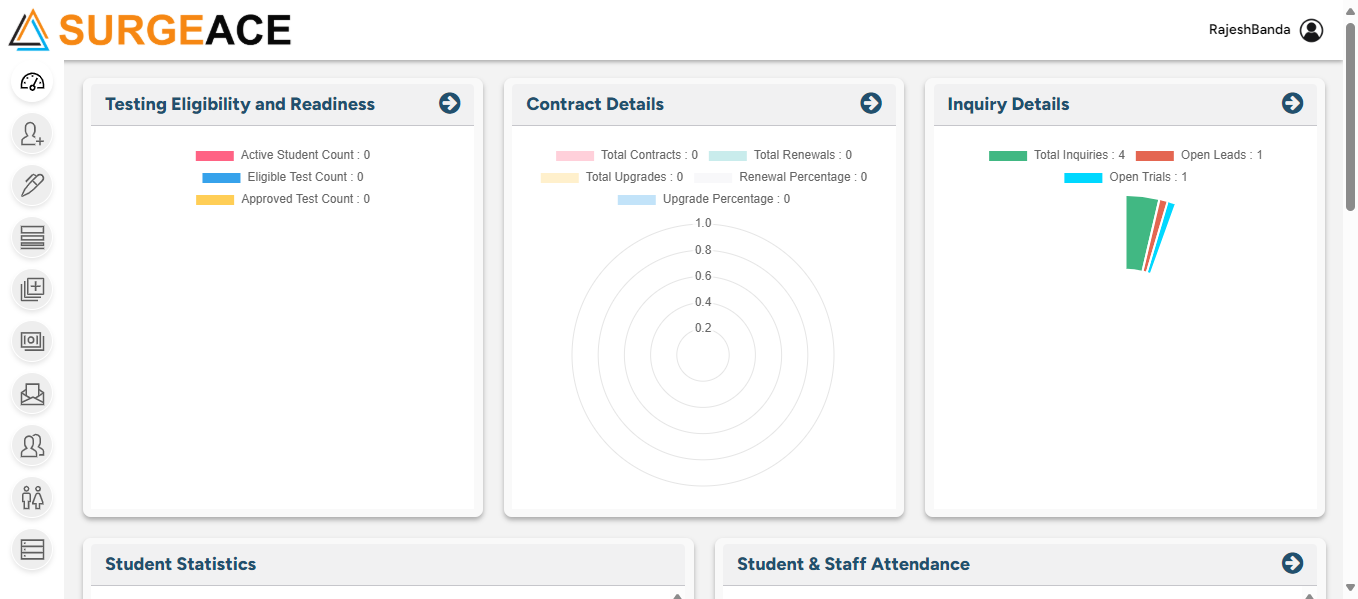 SURGEACE
RajeshBanda
Testing Eligibility and Readiness
Active Student Count : 0
Eligible Test Count : 0
Approved Test Count : 0
Contract Details
Total Contracts : 0 Total Renewals : 0
Total Upgrades : 0 Renewal Percentage : 0
Upgrade Percentage : 0
1.0
0.8
0.6
0.4
0.2
Inquiry Details
Total Inquiries : 4 Open Leads : 1
Open Trials : 1
Student Statistics
Student & Staff Attendance